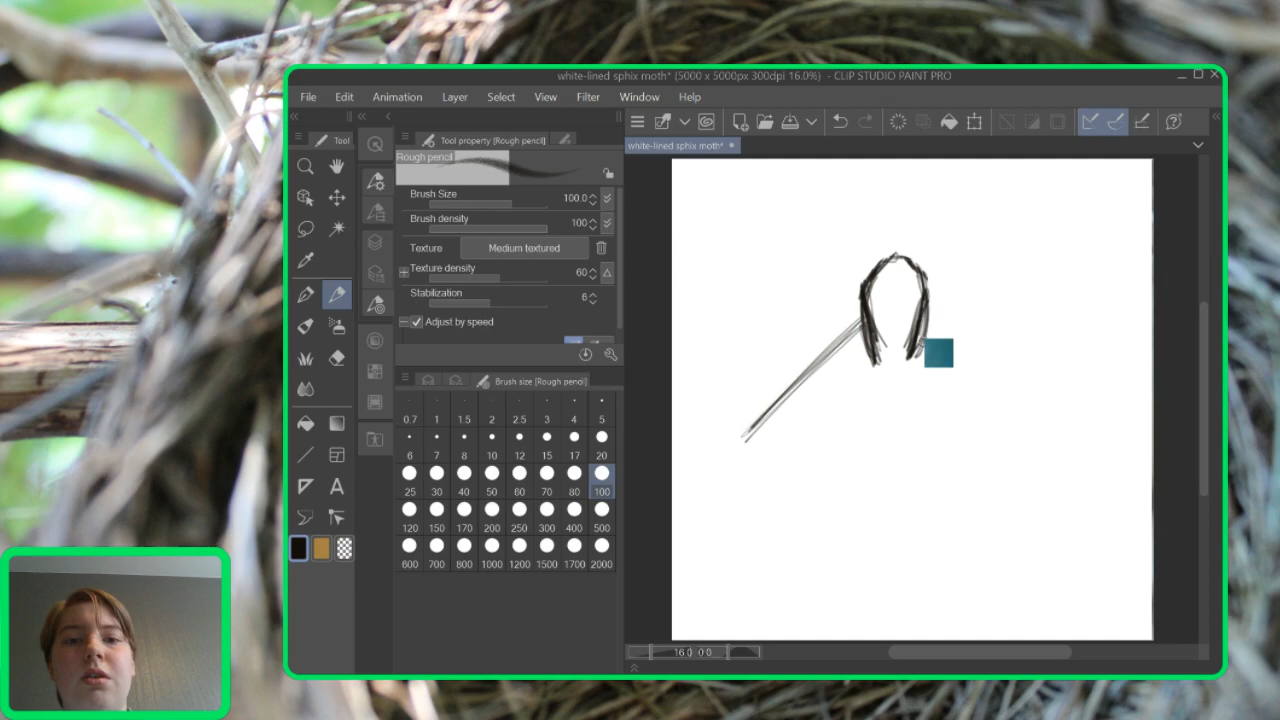 white-lined sphix moth* (5000 x 5000px 300dpi 16.0%) - CLIP STUDIO PAINT PRO
File Edit Animation Layer Select View Filter Window Help
Tool
Tool property [Rough pencil]
white-lined sphix moth*
Rough pencil
Brush Size 100.0
Brush density 100
Texture Medium textured
Texture density 60
Stabilization 6
Adjust by speed
Brush size [Rough pencil]
0.7 1 1.5 2 2.5 3 4 5
6 7 8 10 12 15 17 20
25 30 40 50 60 70 80 100
120 150 170 200 250 300 400 500
600 700 800 1000 1200 1500 1700 2000